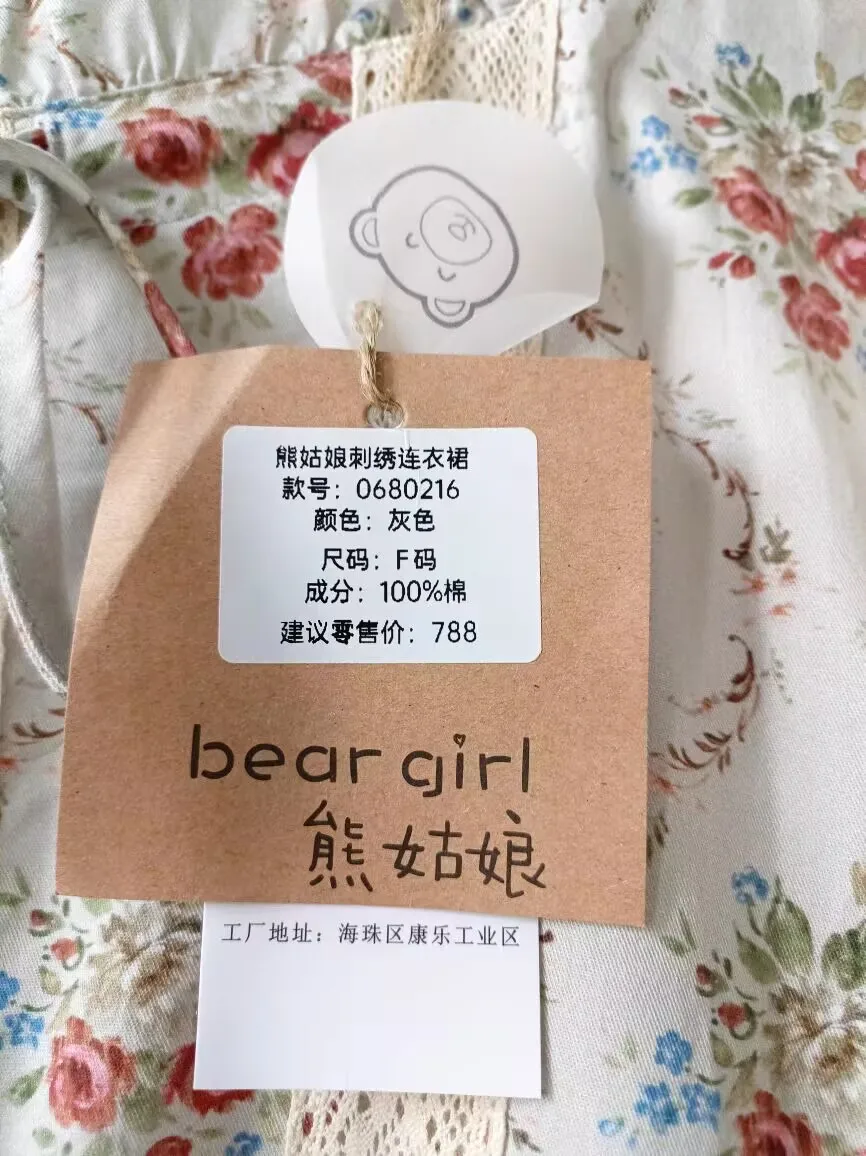 熊姑娘刺绣连衣裙
款号：0680216
颜色：灰色
尺码：F码
成分：100%棉
建议零售价：788
bear girl
熊姑娘
工厂地址：海珠区康乐工业区